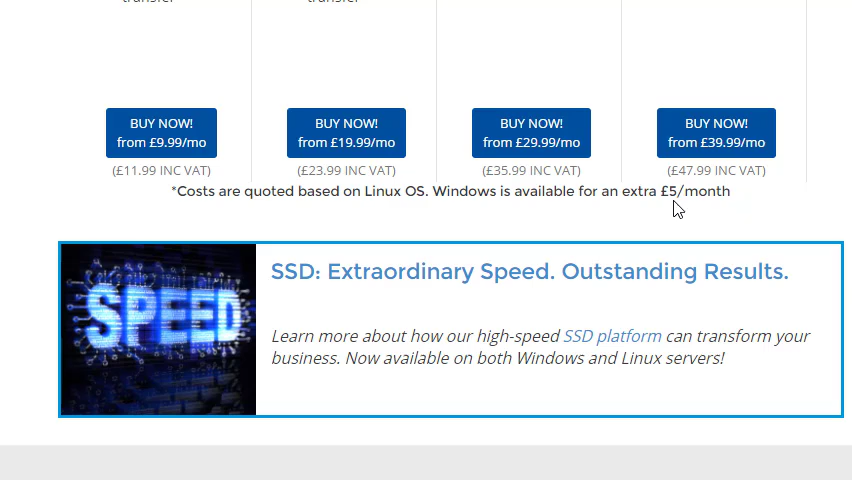 BUY NOW!
from £9.99/mo
(£11.99 INC VAT)
BUY NOW!
from £19.99/mo
(£23.99 INC VAT)
BUY NOW!
from £29.99/mo
(£35.99 INC VAT)
BUY NOW!
from £39.99/mo
(£47.99 INC VAT)
*Costs are quoted based on Linux OS. Windows is available for an extra £5/month
SPEED
SSD: Extraordinary Speed. Outstanding Results.
Learn more about how our high-speed SSD platform can transform your
business. Now available on both Windows and Linux servers!